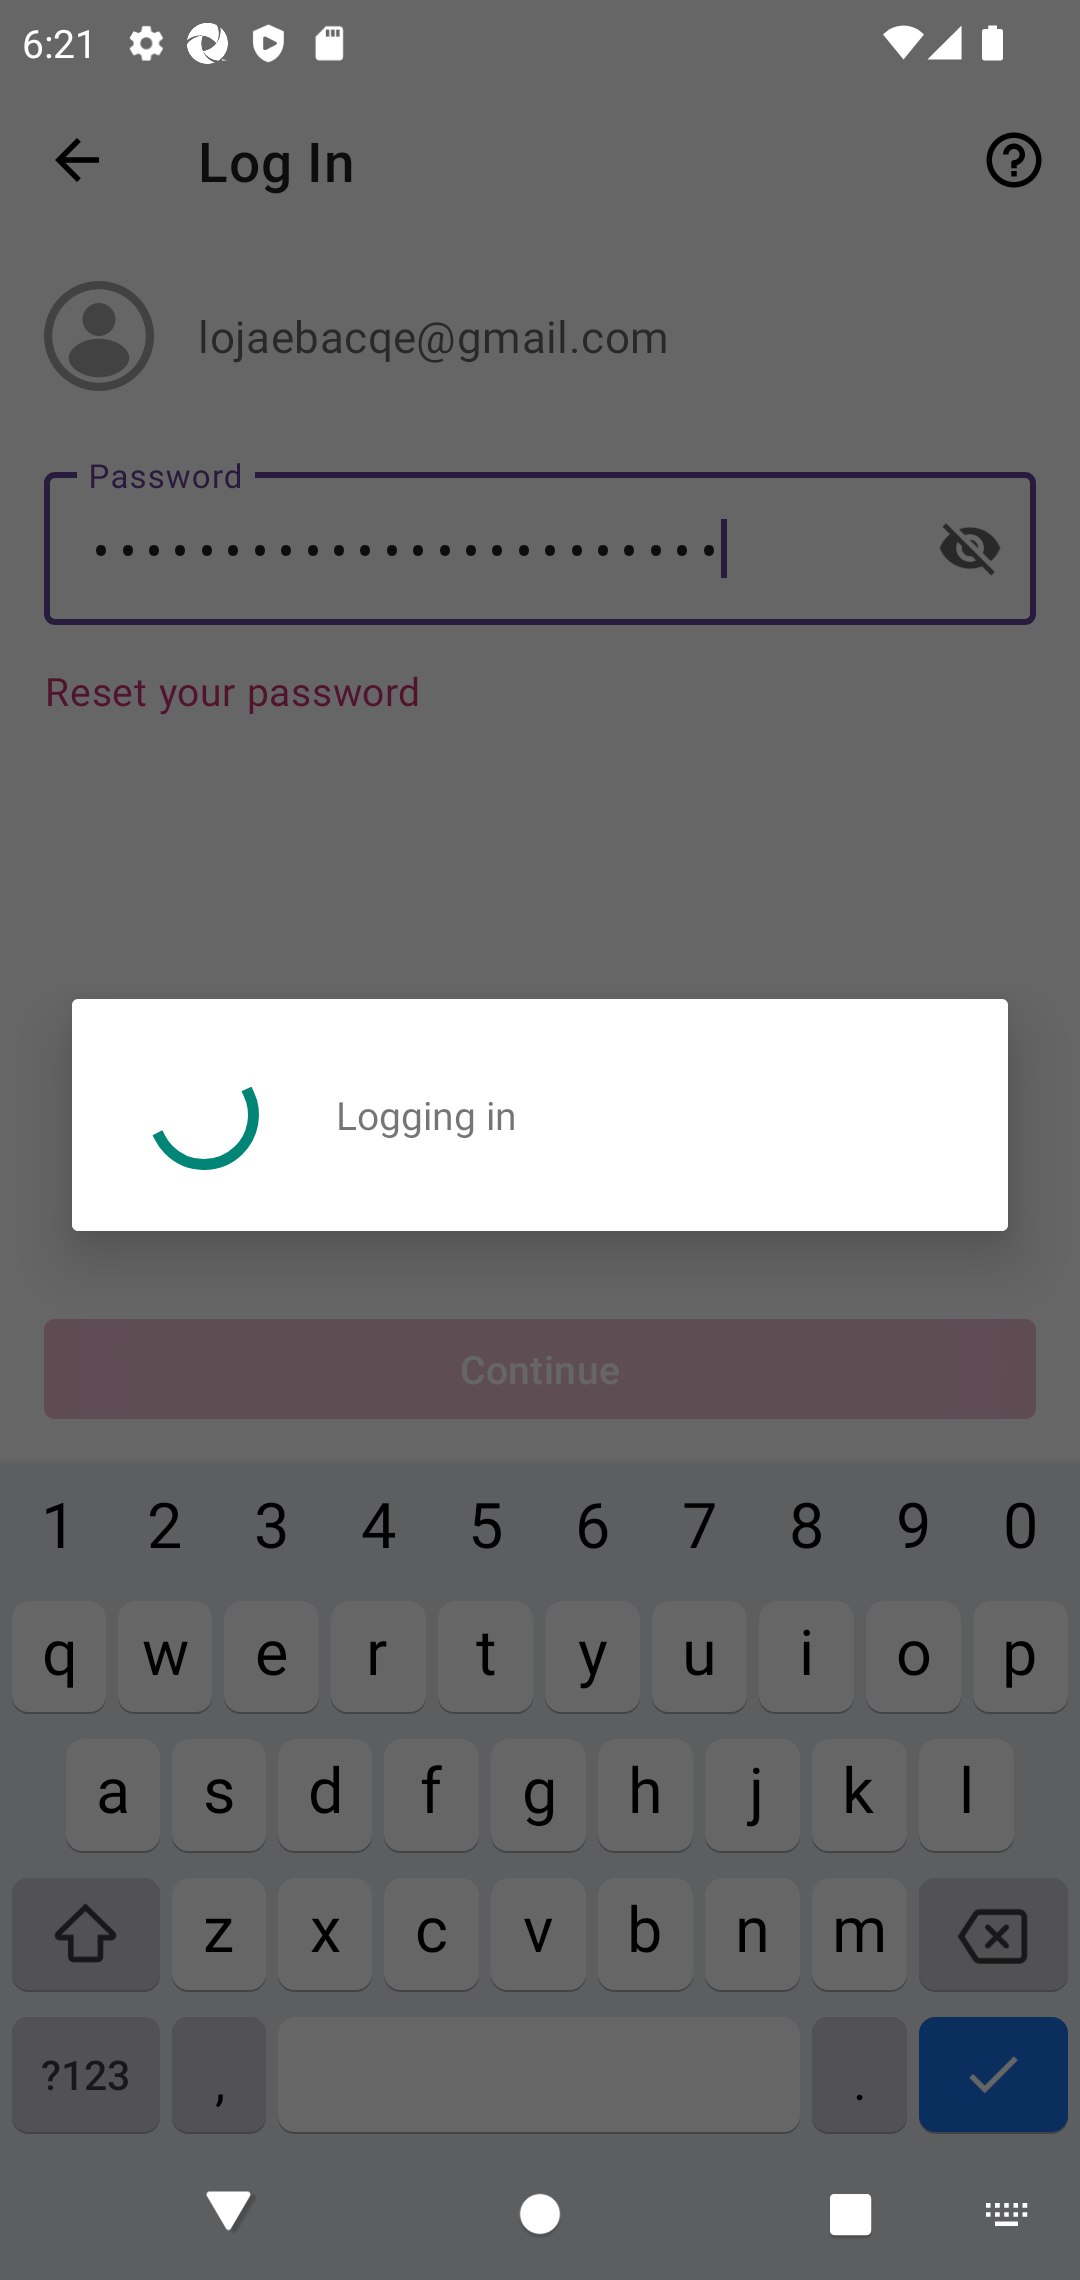 6:21
Log In
lojaebacqe@gmail.com
Password
Reset your password
Logging in
Continue
1 2 3 4 5 6 7 8 9 0
q w e r t y u i o p
a s d f g h j k l
z x c v b n m
?123 , .